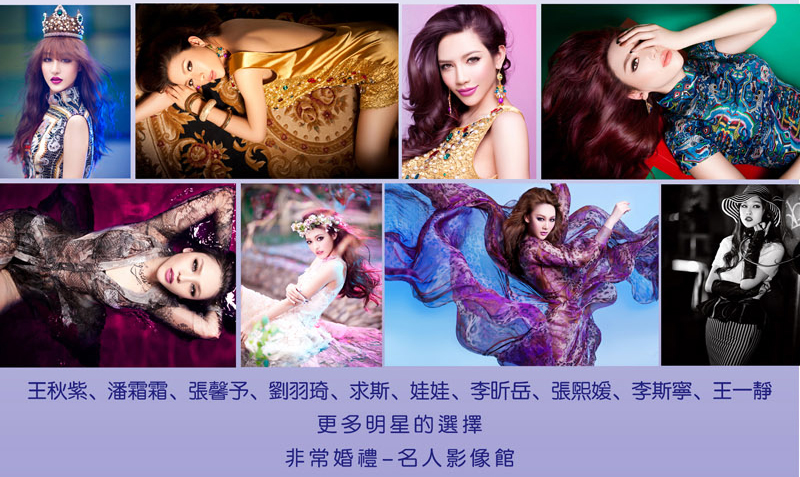 王秋紫、潘霜霜、張馨予、劉羽琦、求斯、娃娃、李昕岳、張熙媛、李斯寧、王一靜
更多明星的選擇
非常婚禮–名人影像館